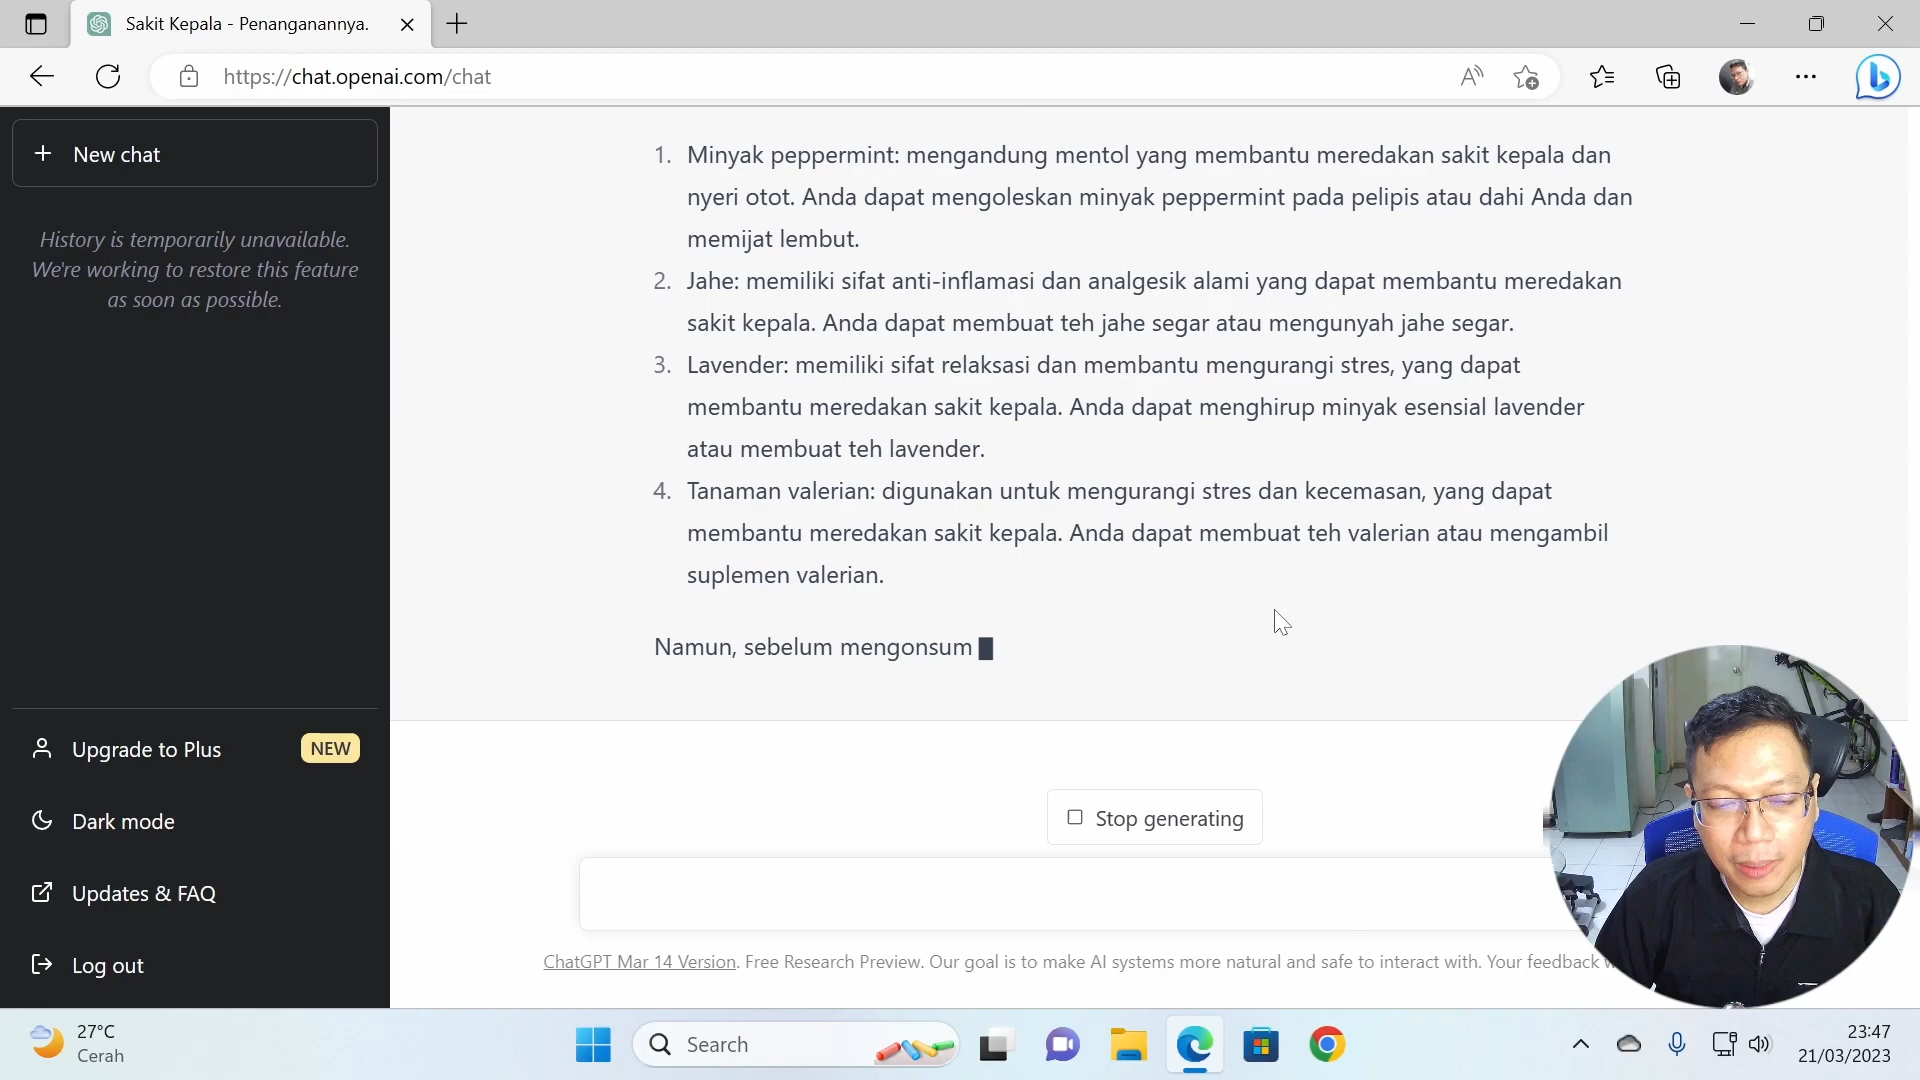 Sakit Kepala - Penanganannya.
https://chat.openai.com/chat
New chat
History is temporarily unavailable.
We're working to restore this feature
as soon as possible.
1. Minyak peppermint: mengandung mentol yang membantu meredakan sakit kepala dan
nyeri otot. Anda dapat mengoleskan minyak peppermint pada pelipis atau dahi Anda dan
memijat lembut.
2. Jahe: memiliki sifat anti-inflamasi dan analgesik alami yang dapat membantu meredakan
sakit kepala. Anda dapat membuat teh jahe segar atau mengunyah jahe segar.
3. Lavender: memiliki sifat relaksasi dan membantu mengurangi stres, yang dapat
membantu meredakan sakit kepala. Anda dapat menghirup minyak esensial lavender
atau membuat teh lavender.
4. Tanaman valerian: digunakan untuk mengurangi stres dan kecemasan, yang dapat
membantu meredakan sakit kepala. Anda dapat membuat teh valerian atau mengambil
suplemen valerian.
Namun, sebelum mengonsum
Upgrade to Plus NEW
Dark mode
Updates & FAQ
Log out
Stop generating
ChatGPT Mar 14 Version. Free Research Preview. Our goal is to make AI systems more natural and safe to interact with. Your feedback
27°C
Cerah
Search
23:47
21/03/2023